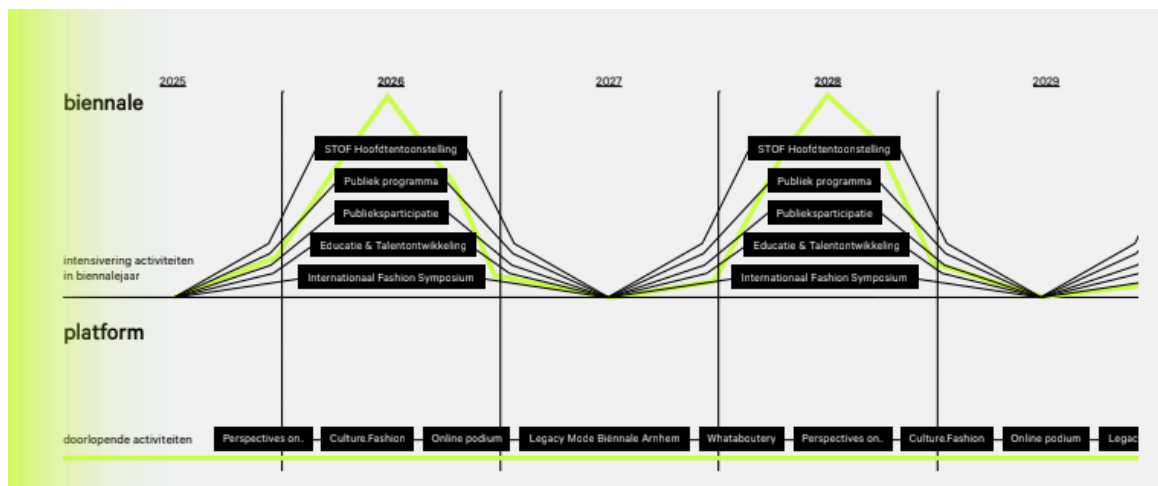 2025 2026 2027 2028 2029
biennale
STOF Hoofdtentoonstelling STOF Hoofdtentoonstelling
Publiek programma Publiek programma
Publieksparticipatie Publieksparticipatie
Educatie & Talentontwikkeling Educatie & Talentontwikkeling
intensivering activiteiten
in biennalejaar
Internationaal Fashion Symposium Internationaal Fashion Symposium
platform
doorlopende activiteiten Perspectives on.. Culture.Fashion Online podium Legacy Mode Biënnale Arnhem Whataboutery Perspectives on.. Culture.Fashion Online podium Legac